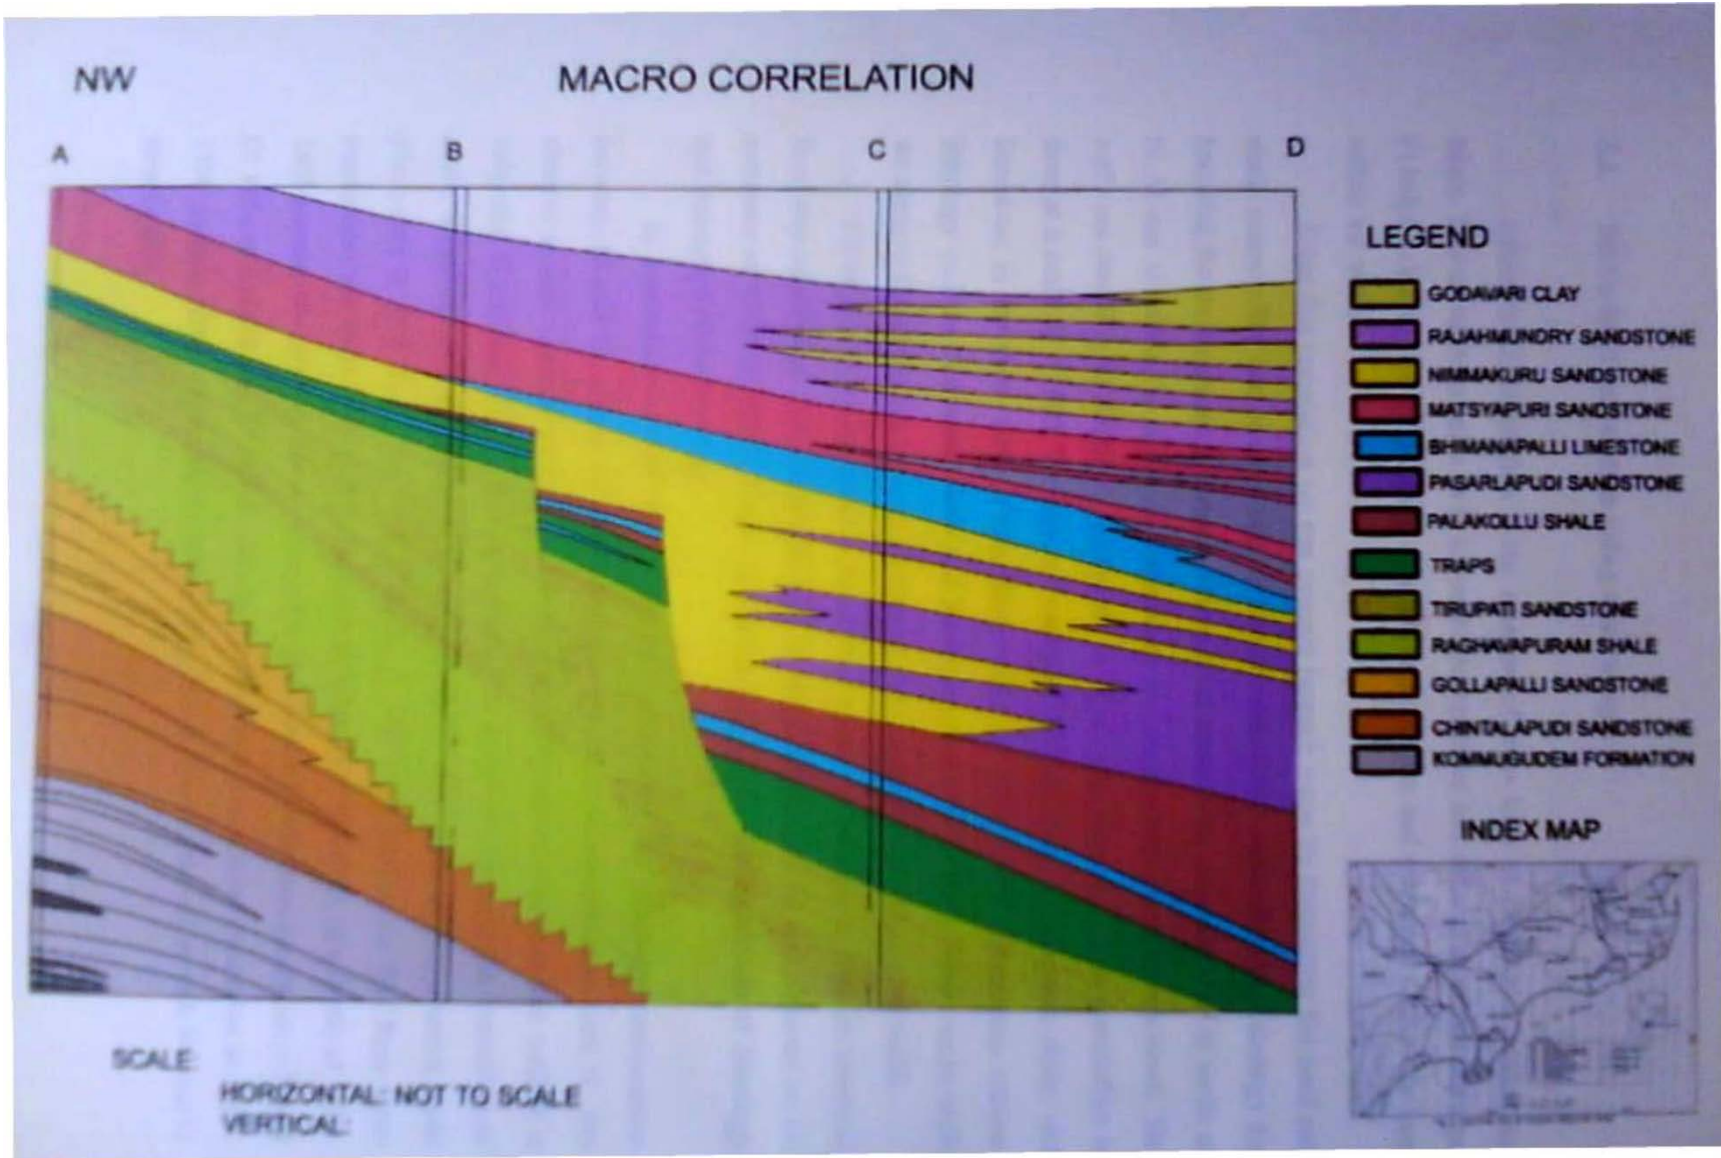 NW
MACRO CORRELATION
A B C D
LEGEND
GODAVARI CLAY
RAJAHMUNDRY SANDSTONE
NIMMAKURU SANDSTONE
MATSYAPURI SANDSTONE
BHIMANAPALLI LIMESTONE
PASARLAPUDI SANDSTONE
PALAKOLLU SHALE
TRAPS
TIRUPATI SANDSTONE
RAGHAVAPURAM SHALE
GOLLAPALLI SANDSTONE
CHINTALAPUDI SANDSTONE
KOMMUGUDEM FORMATION
INDEX MAP
SCALE
HORIZONTAL: NOT TO SCALE
VERTICAL: